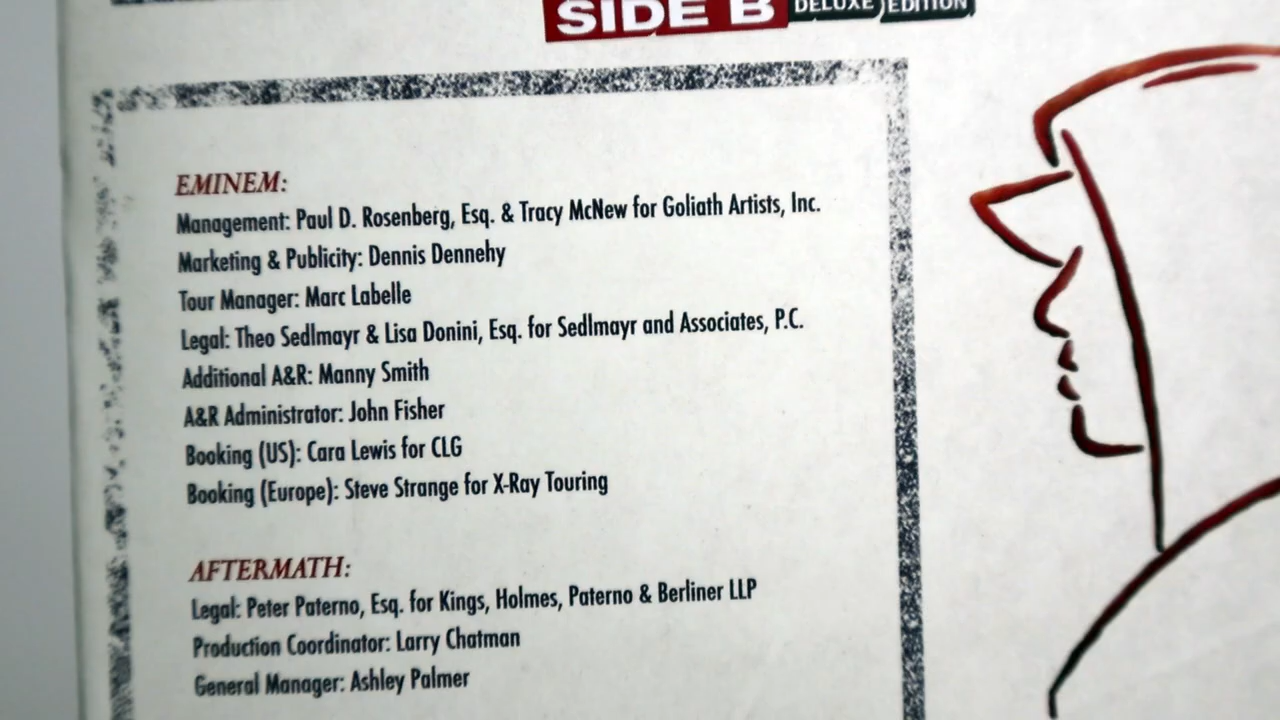 SIDE B DELUXE EDITION
EMINEM:
Management: Paul D. Rosenberg, Esq. & Tracy McNew for Goliath Artists, Inc.
Marketing & Publicity: Dennis Dennehy
Tour Manager: Marc Labelle
Legal: Theo Sedlmayr & Lisa Donini, Esq. for Sedlmayr and Associates, P.C.
Additional A&R: Manny Smith
A&R Administrator: John Fisher
Booking (US): Cara Lewis for CLG
Booking (Europe): Steve Strange for X-Ray Touring
AFTERMATH:
Legal: Peter Paterno, Esq. for Kings, Holmes, Paterno & Berliner LLP
Production Coordinator: Larry Chatman
General Manager: Ashley Palmer